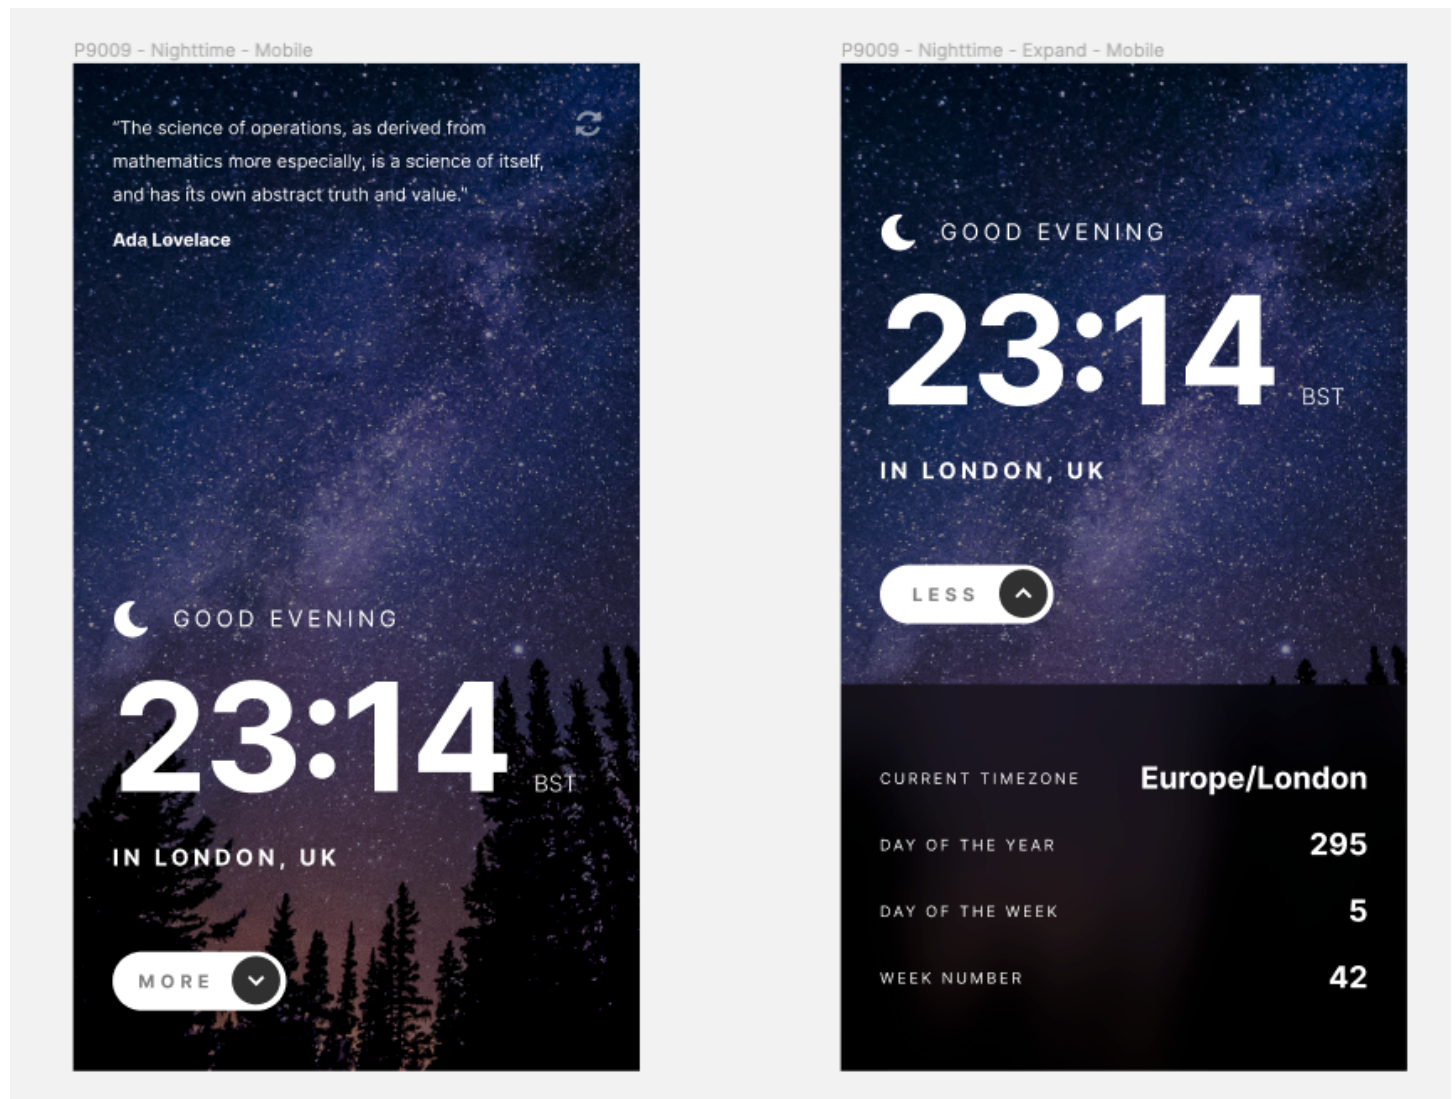 P9009 - Nighttime - Mobile
“The science of operations, as derived from
mathematics more especially, is a science of itself,
and has its own abstract truth and value.”
Ada Lovelace
GOOD EVENING
23:14 BST
IN LONDON, UK
MORE
P9009 - Nighttime - Expand - Mobile
GOOD EVENING
23:14 BST
IN LONDON, UK
LESS
CURRENT TIMEZONE Europe/London
DAY OF THE YEAR 295
DAY OF THE WEEK 5
WEEK NUMBER 42